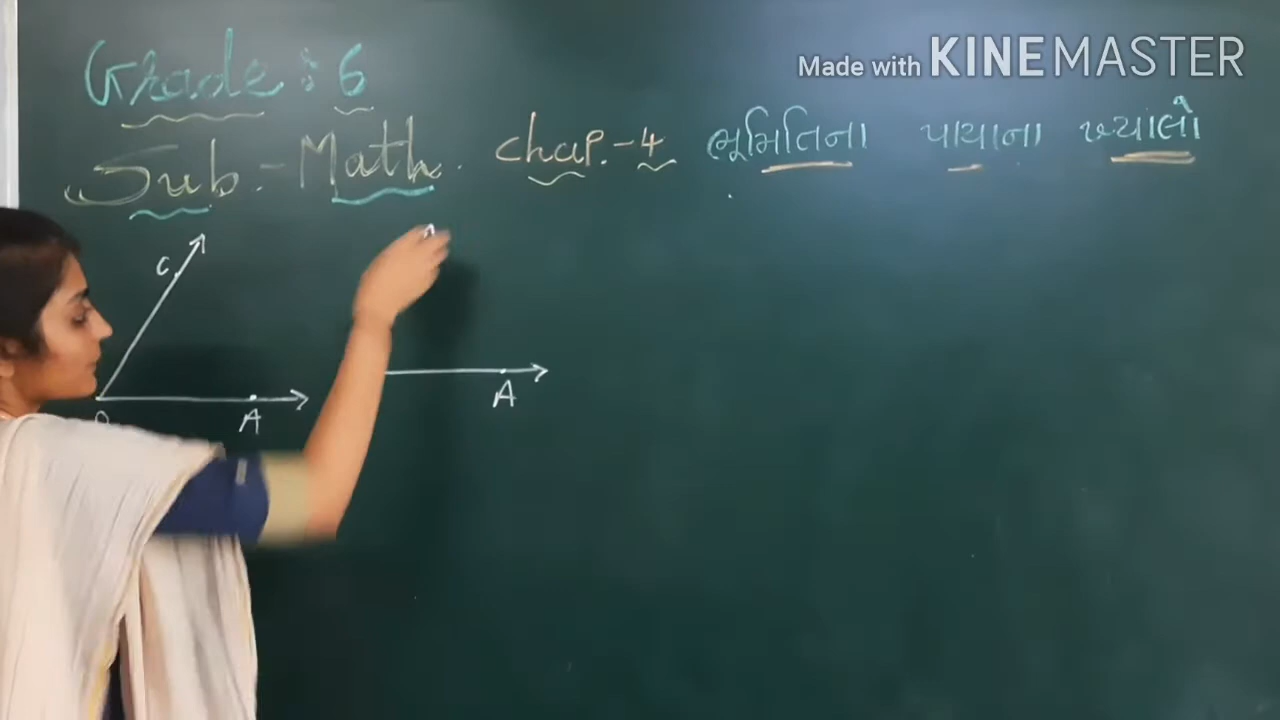 Made with KINEMASTER
Grade : 6
Sub. - Math. Chap. - 4 ભૂમિતિના પાયાના ખ્યાલો
C
A
A